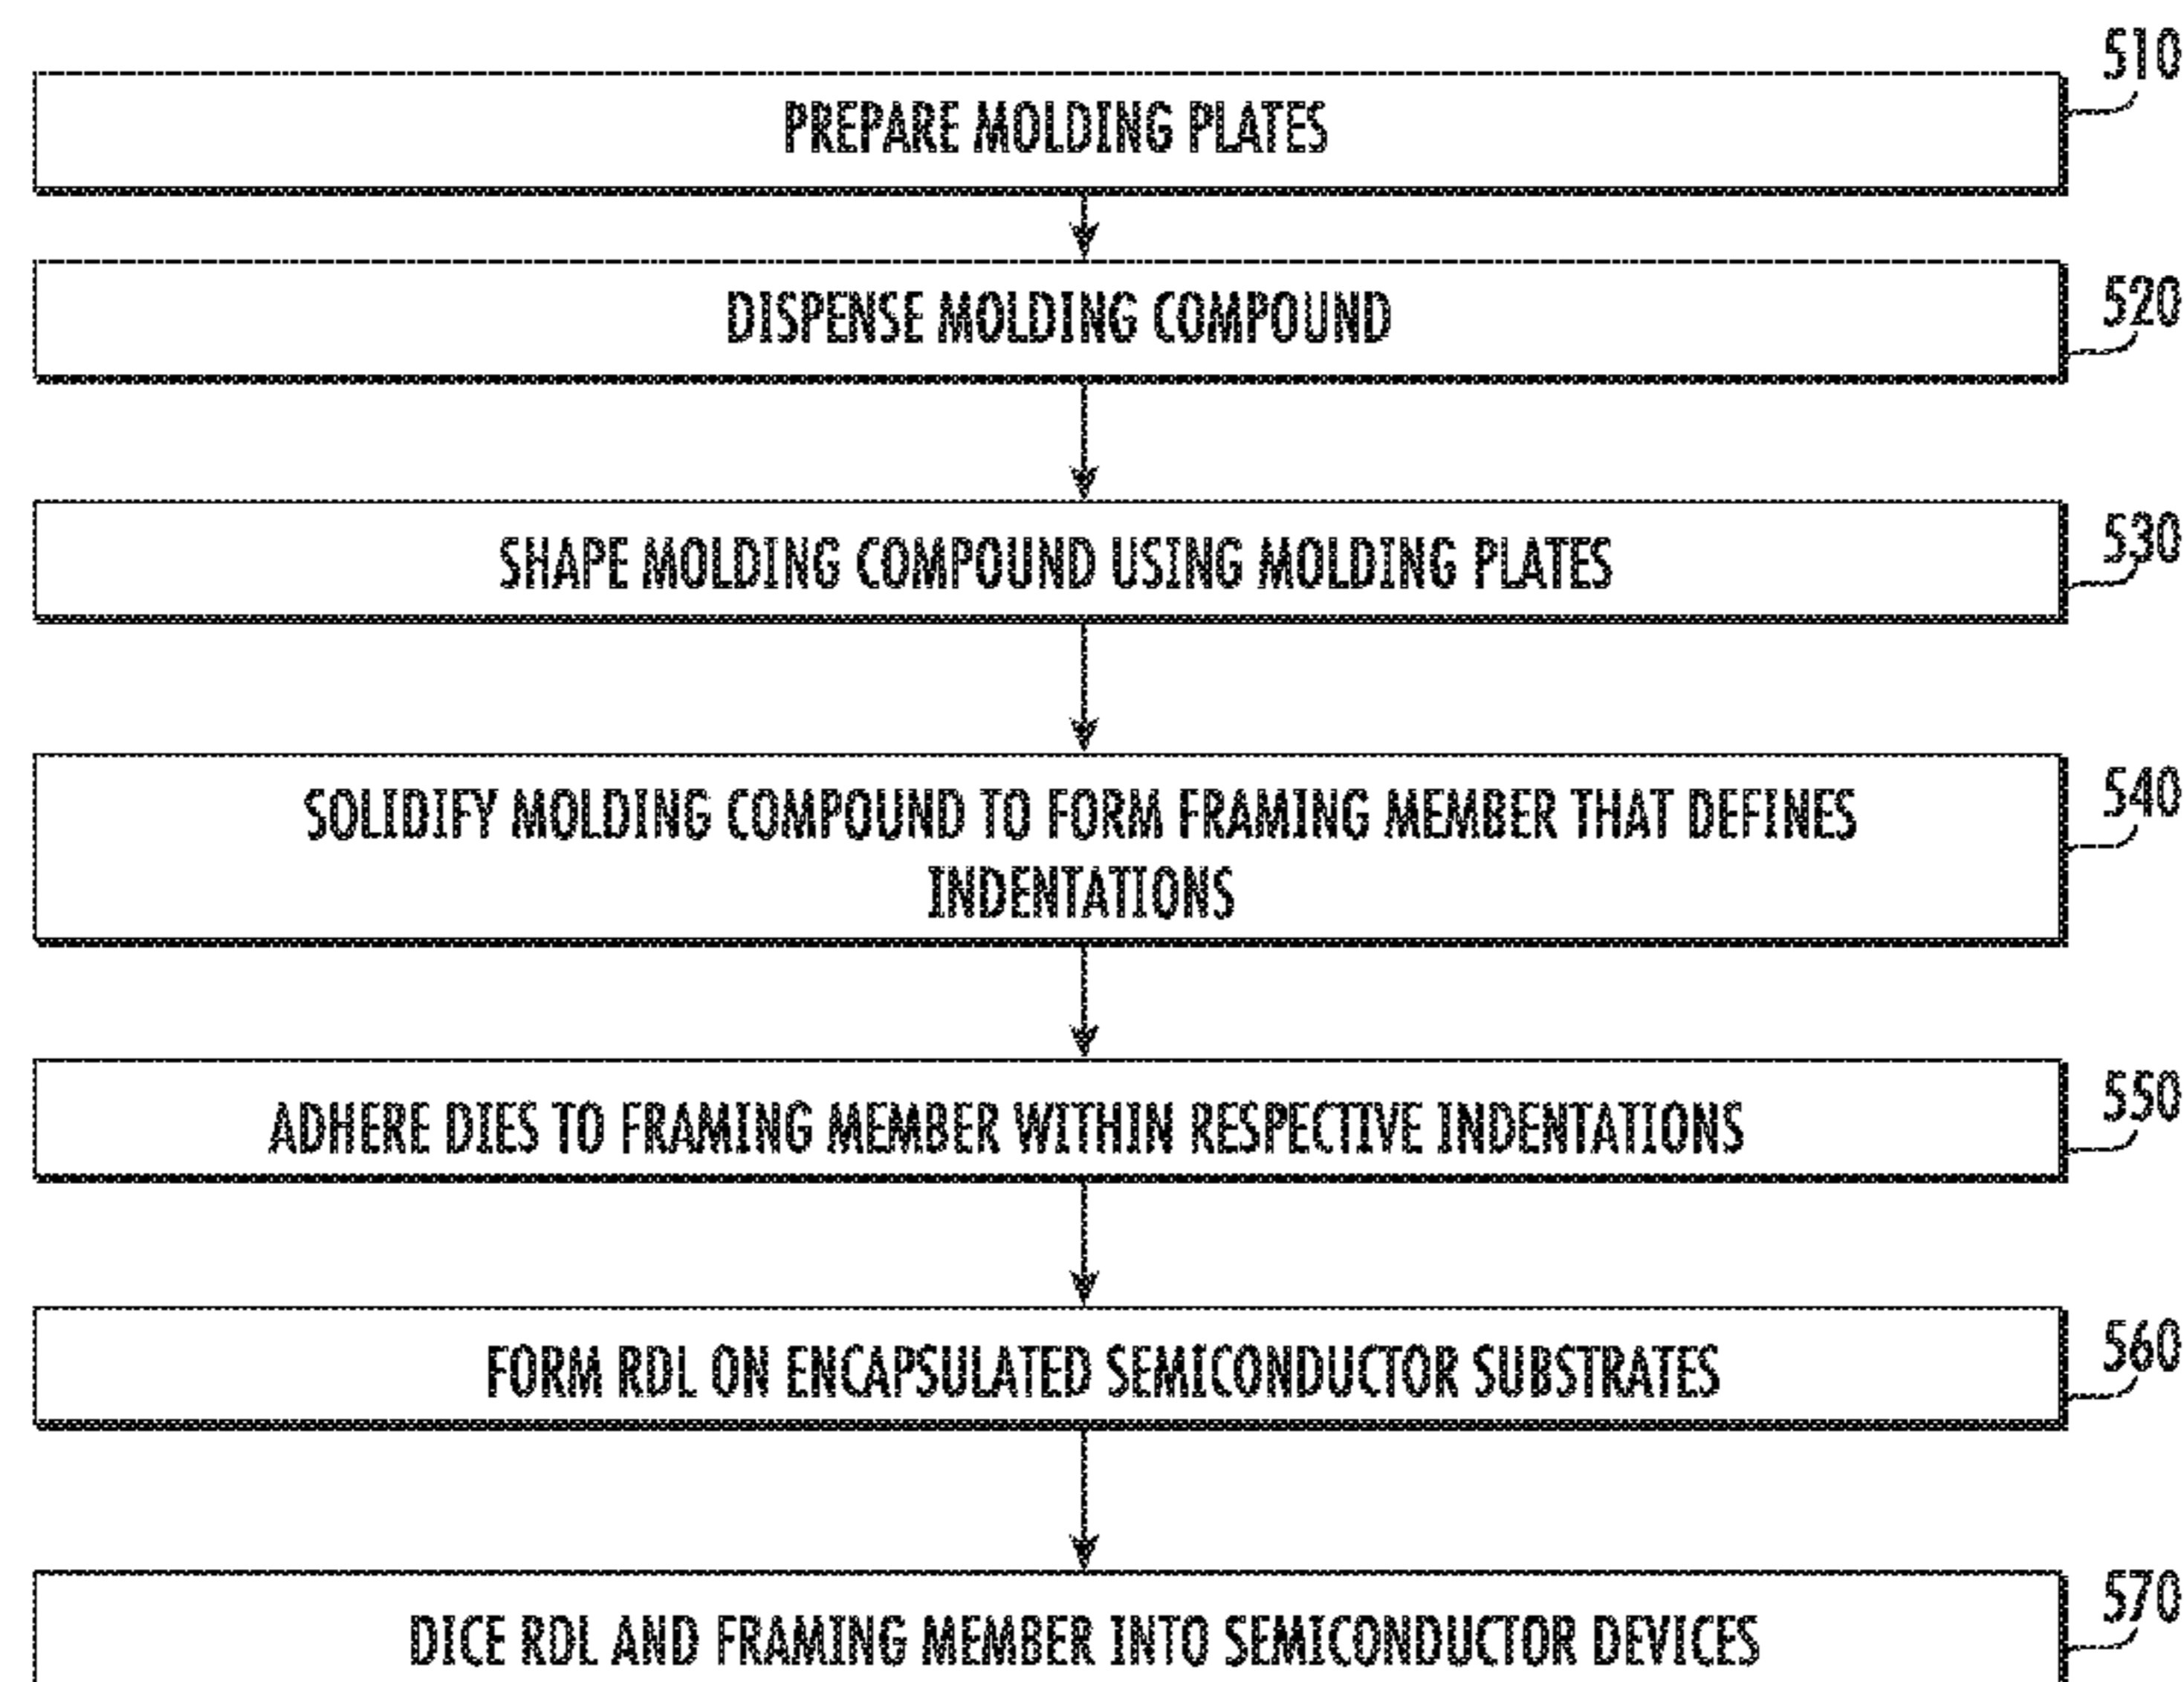 510
PREPARE MOLDING PLATES
520
DISPENSE MOLDING COMPOUND
530
SHAPE MOLDING COMPOUND USING MOLDING PLATES
540
SOLIDIFY MOLDING COMPOUND TO FORM FRAMING MEMBER THAT DEFINES
INDENTATIONS
550
ADHERE DIES TO FRAMING MEMBER WITHIN RESPECTIVE INDENTATIONS
560
FORM RDL ON ENCAPSULATED SEMICONDUCTOR SUBSTRATES
570
DICE RDL AND FRAMING MEMBER INTO SEMICONDUCTOR DEVICES